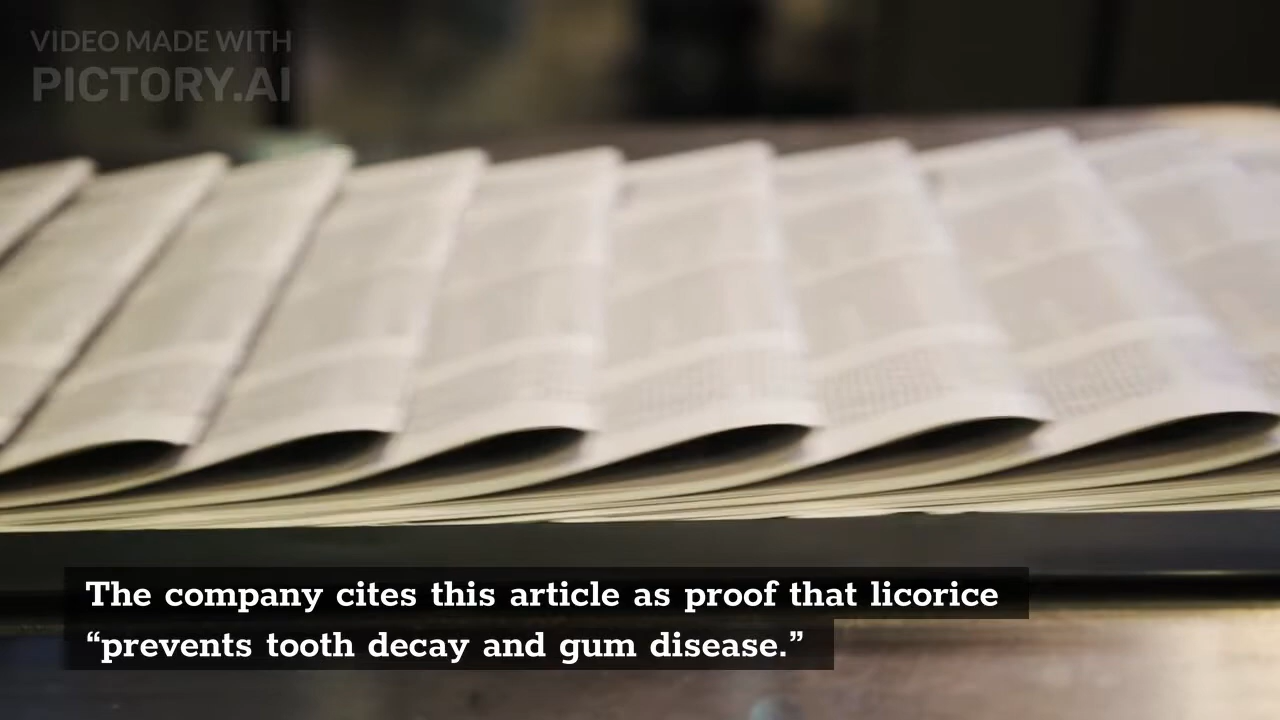 VIDEO MADE WITH
PICTORY.AI
The company cites this article as proof that licorice
“prevents tooth decay and gum disease.”